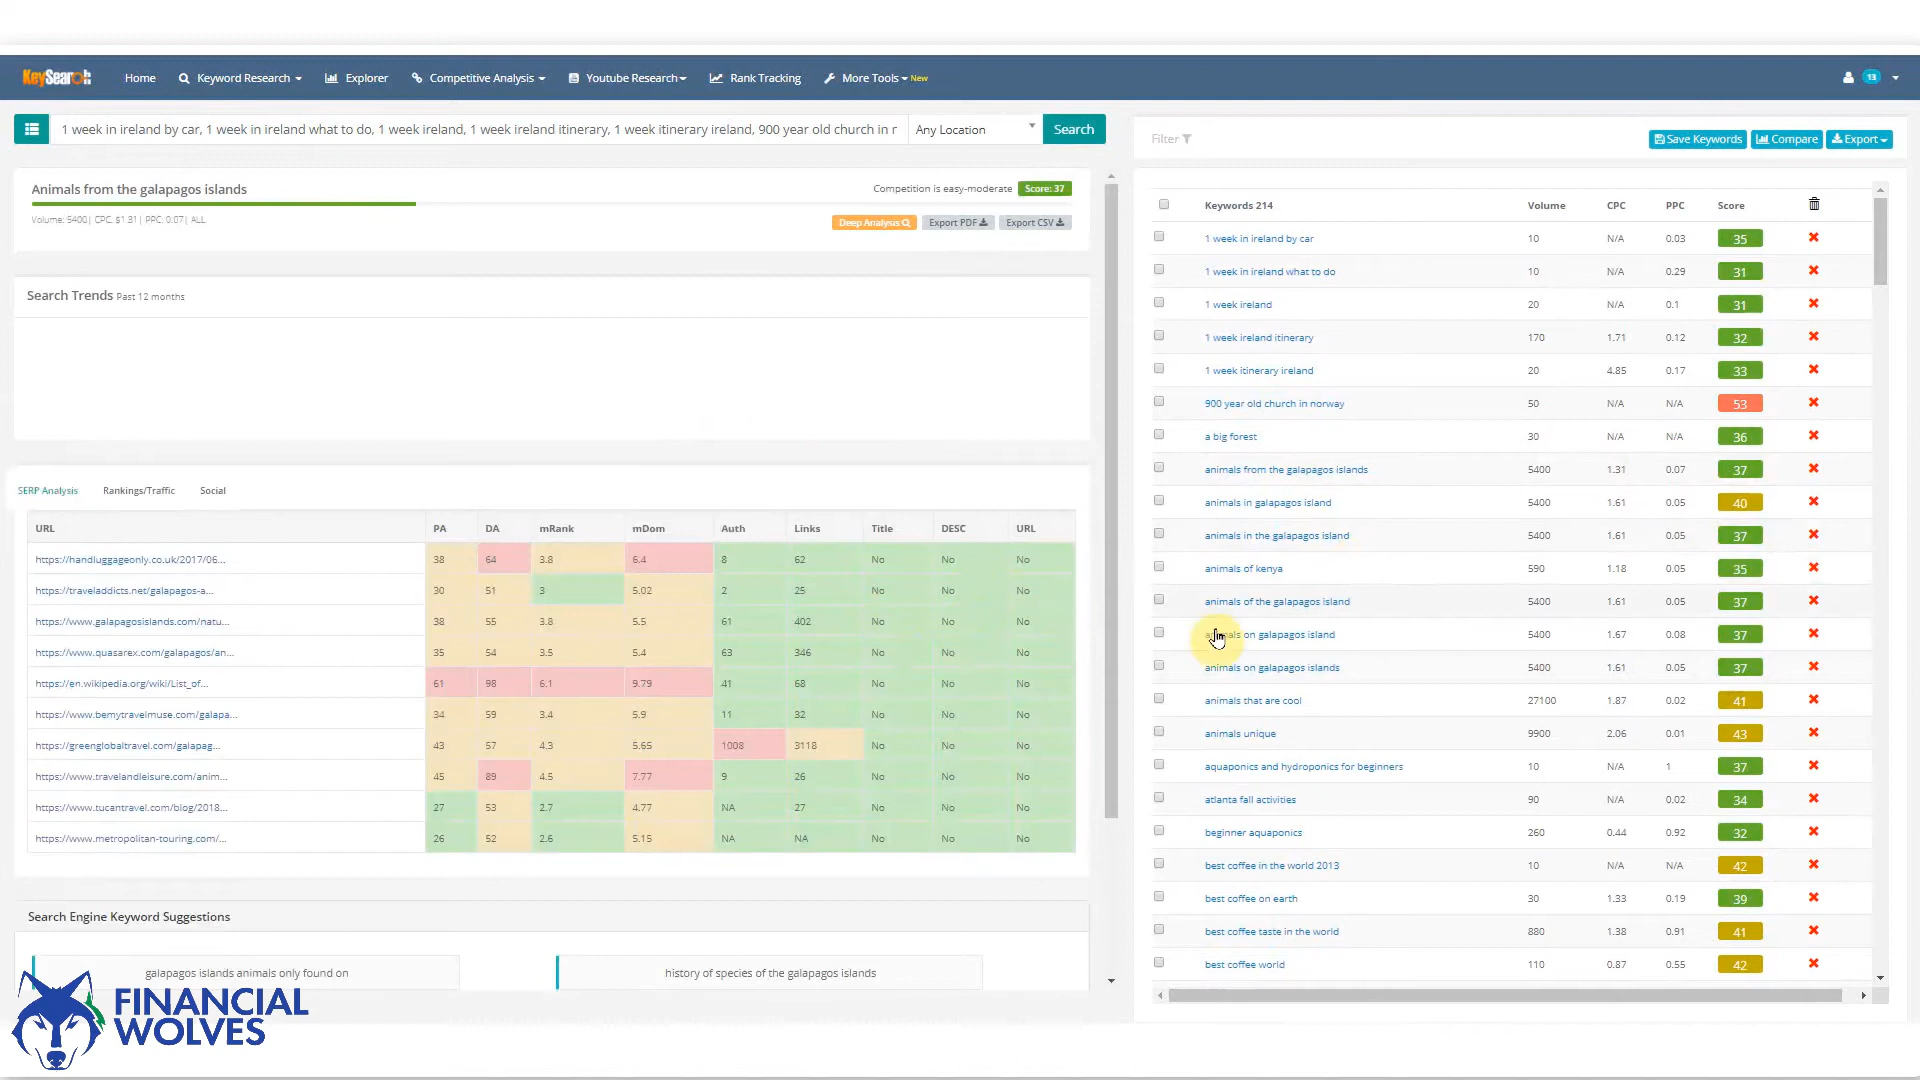 KeySearch Home Keyword Research Explorer Competitive Analysis Youtube Research Rank Tracking More Tools New 13
1 week in ireland by car, 1 week in ireland what to do, 1 week ireland, 1 week ireland itinerary, 1 week itinerary ireland, 900 year old church in r Any Location Search
Filter Save Keywords Compare Export
Animals from the galapagos islands Competition is easy-moderate Score: 37
Volume: 5400| CPC: $1.31| PPC: 0.07| ALL
Deep Analysis Export PDF Export CSV
Search Trends Past 12 months
SERP Analysis Rankings/Traffic Social
URL PA DA mRank mDom Auth Links Title DESC URL
https://handluggageonly.co.uk/2017/06... 38 64 3.8 6.4 8 62 No No No
https://traveladdicts.net/galapagos-a... 30 51 3 5.02 2 25 No No No
https://www.galapagosislands.com/natu... 38 55 3.8 5.5 61 402 No No No
https://www.quasarex.com/galapagos/an... 35 54 3.5 5.4 63 346 No No No
https://en.wikipedia.org/wiki/List_of... 61 98 6.1 9.79 41 68 No No No
https://www.bemytravelmuse.com/galapa... 34 59 3.4 5.9 11 32 No No No
https://greenglobaltravel.com/galapag... 43 57 4.3 5.65 1008 3118 No No No
https://www.travelandleisure.com/anim... 45 89 4.5 7.77 9 26 No No No
https://www.tucantravel.com/blog/2018... 27 53 2.7 4.77 NA 27 No No No
https://www.metropolitan-touring.com/... 26 52 2.6 5.15 NA NA No No No
Search Engine Keyword Suggestions
galapagos islands animals only found on
history of species of the galapagos islands
Keywords 214 Volume CPC PPC Score
1 week in ireland by car 10 N/A 0.03 35
1 week in ireland what to do 10 N/A 0.29 31
1 week ireland 20 N/A 0.1 31
1 week ireland itinerary 170 1.71 0.12 32
1 week itinerary ireland 20 4.85 0.17 33
900 year old church in norway 50 N/A N/A 53
a big forest 30 N/A N/A 36
animals from the galapagos islands 5400 1.31 0.07 37
animals in galapagos island 5400 1.61 0.05 40
animals in the galapagos island 5400 1.61 0.05 37
animals of kenya 590 1.18 0.05 35
animals of the galapagos island 5400 1.61 0.05 37
animals on galapagos island 5400 1.67 0.08 37
animals on galapagos islands 5400 1.61 0.05 37
animals that are cool 27100 1.87 0.02 41
animals unique 9900 2.06 0.01 43
aquaponics and hydroponics for beginners 10 N/A 1 37
atlanta fall activities 90 N/A 0.02 34
beginner aquaponics 260 0.44 0.92 32
best coffee in the world 2013 10 N/A N/A 42
best coffee on earth 30 1.33 0.19 39
best coffee taste in the world 880 1.38 0.91 41
best coffee world 110 0.87 0.55 42
FINANCIAL
WOLVES